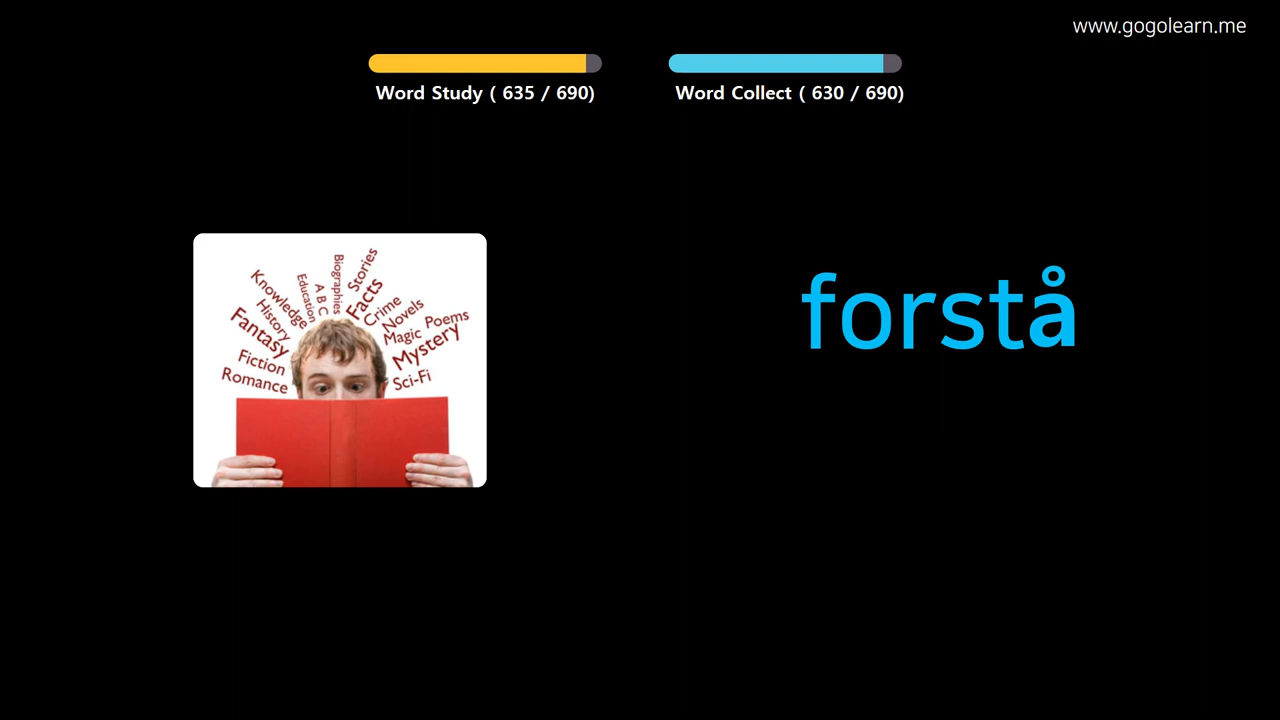 www.gogolearn.me
Word Study ( 635 / 690)
Word Collect ( 630 / 690)
Knowledge
History
Fantasy
Fiction
Romance
Education
A B C
Biographies
Stories
Facts
Crime
Novels
Magic
Poems
Mystery
Sci-Fi
forstå